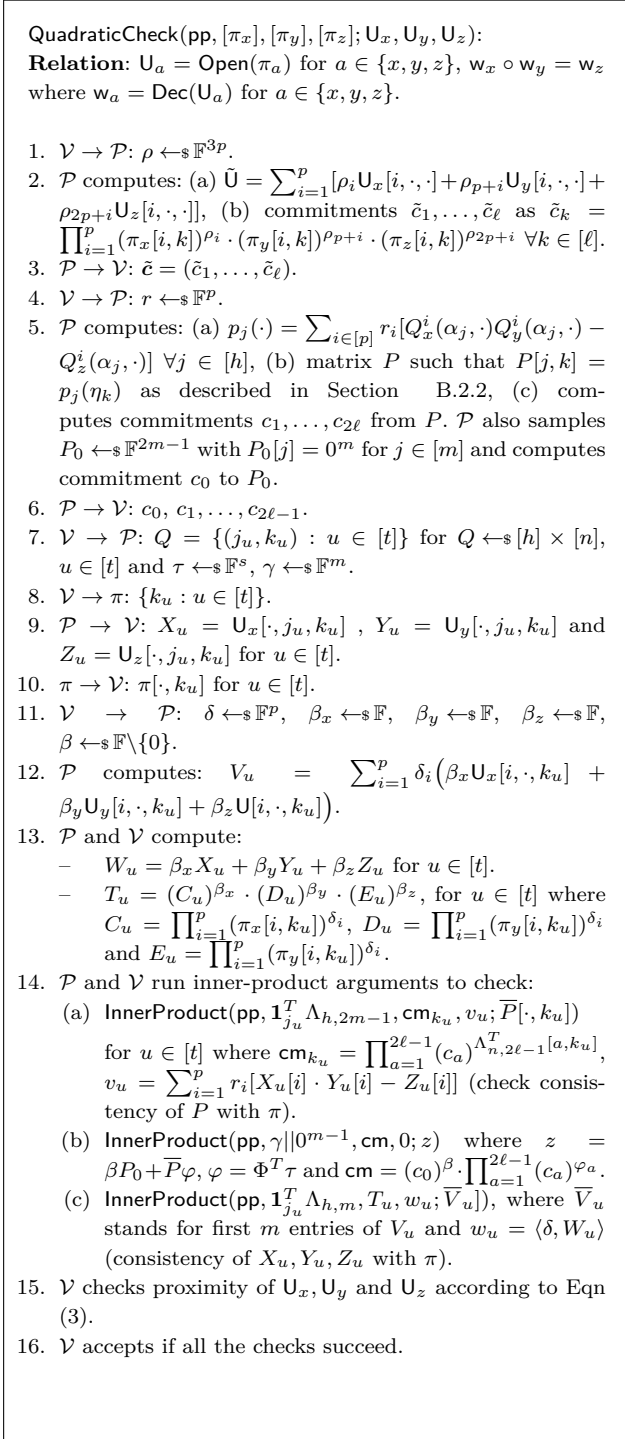 QuadraticCheck(pp, [π_x], [π_y], [π_z]; U_x, U_y, U_z):
Relation: U_a = Open(π_a) for a ∈ {x, y, z}, w_x ∘ w_y = w_z
where w_a = Dec(U_a) for a ∈ {x, y, z}.
1. 𝒱 → 𝒫: ρ ←$ 𝔽^{3p}.
2. 𝒫 computes: (a) Ũ = ∑_{i=1}^p [ρ_i U_x[i, ·, ·] + ρ_{p+i} U_y[i, ·, ·] +
ρ_{2p+i} U_z[i, ·, ·]], (b) commitments c̃_1, . . . , c̃_ℓ as c̃_k =
∏_{i=1}^p (π_x[i, k])^{ρ_i} · (π_y[i, k])^{ρ_{p+i}} · (π_z[i, k])^{ρ_{2p+i}} ∀k ∈ [ℓ].
3. 𝒫 → 𝒱: c̃ = (c̃_1, . . . , c̃_ℓ).
4. 𝒱 → 𝒫: r ←$ 𝔽^p.
5. 𝒫 computes: (a) p_j(·) = ∑_{i∈[p]} r_i[Q_x^i(α_j, ·)Q_y^i(α_j, ·) −
Q_z^i(α_j, ·)] ∀j ∈ [h], (b) matrix P such that P[j, k] =
p_j(η_k) as described in Section B.2.2, (c) com-
putes commitments c_1, . . . , c_{2ℓ} from P. 𝒫 also samples
P_0 ←$ 𝔽^{2m−1} with P_0[j] = 0^m for j ∈ [m] and computes
commitment c_0 to P_0.
6. 𝒫 → 𝒱: c_0, c_1, . . . , c_{2ℓ−1}.
7. 𝒱 → 𝒫: Q = {(j_u, k_u) : u ∈ [t]} for Q ←$ [h] × [n],
u ∈ [t] and τ ←$ 𝔽^s, γ ←$ 𝔽^m.
8. 𝒱 → π: {k_u : u ∈ [t]}.
9. 𝒫 → 𝒱: X_u = U_x[·, j_u, k_u] , Y_u = U_y[·, j_u, k_u] and
Z_u = U_z[·, j_u, k_u] for u ∈ [t].
10. π → 𝒱: π[·, k_u] for u ∈ [t].
11. 𝒱 → 𝒫: δ ←$ 𝔽^p, β_x ←$ 𝔽, β_y ←$ 𝔽, β_z ←$ 𝔽,
β ←$ 𝔽\{0}.
12. 𝒫 computes: V_u = ∑_{i=1}^p δ_i(β_x U_x[i, ·, k_u] +
β_y U_y[i, ·, k_u] + β_z U[i, ·, k_u]).
13. 𝒫 and 𝒱 compute:
– W_u = β_x X_u + β_y Y_u + β_z Z_u for u ∈ [t].
– T_u = (C_u)^{β_x} · (D_u)^{β_y} · (E_u)^{β_z}, for u ∈ [t] where
C_u = ∏_{i=1}^p (π_x[i, k_u])^{δ_i}, D_u = ∏_{i=1}^p (π_y[i, k_u])^{δ_i}
and E_u = ∏_{i=1}^p (π_y[i, k_u])^{δ_i}.
14. 𝒫 and 𝒱 run inner-product arguments to check:
(a) InnerProduct(pp, 𝟏_{j_u}^T Λ_{h,2m−1}, cm_{k_u}, v_u; P̅[·, k_u])
for u ∈ [t] where cm_{k_u} = ∏_{a=1}^{2ℓ−1} (c_a)^{Λ_{n,2ℓ−1}^T[a,k_u]},
v_u = ∑_{i=1}^p r_i[X_u[i] · Y_u[i] − Z_u[i]] (check consis-
tency of P with π).
(b) InnerProduct(pp, γ||0^{m−1}, cm, 0; z) where z =
βP_0 + P̅φ, φ = Φ^T τ and cm = (c_0)^β · ∏_{a=1}^{2ℓ−1} (c_a)^{φ_a}.
(c) InnerProduct(pp, 𝟏_{j_u}^T Λ_{h,m}, T_u, w_u; V̅_u]), where V̅_u
stands for first m entries of V_u and w_u = ⟨δ, W_u⟩
(consistency of X_u, Y_u, Z_u with π).
15. 𝒱 checks proximity of U_x, U_y and U_z according to Eqn
(3).
16. 𝒱 accepts if all the checks succeed.